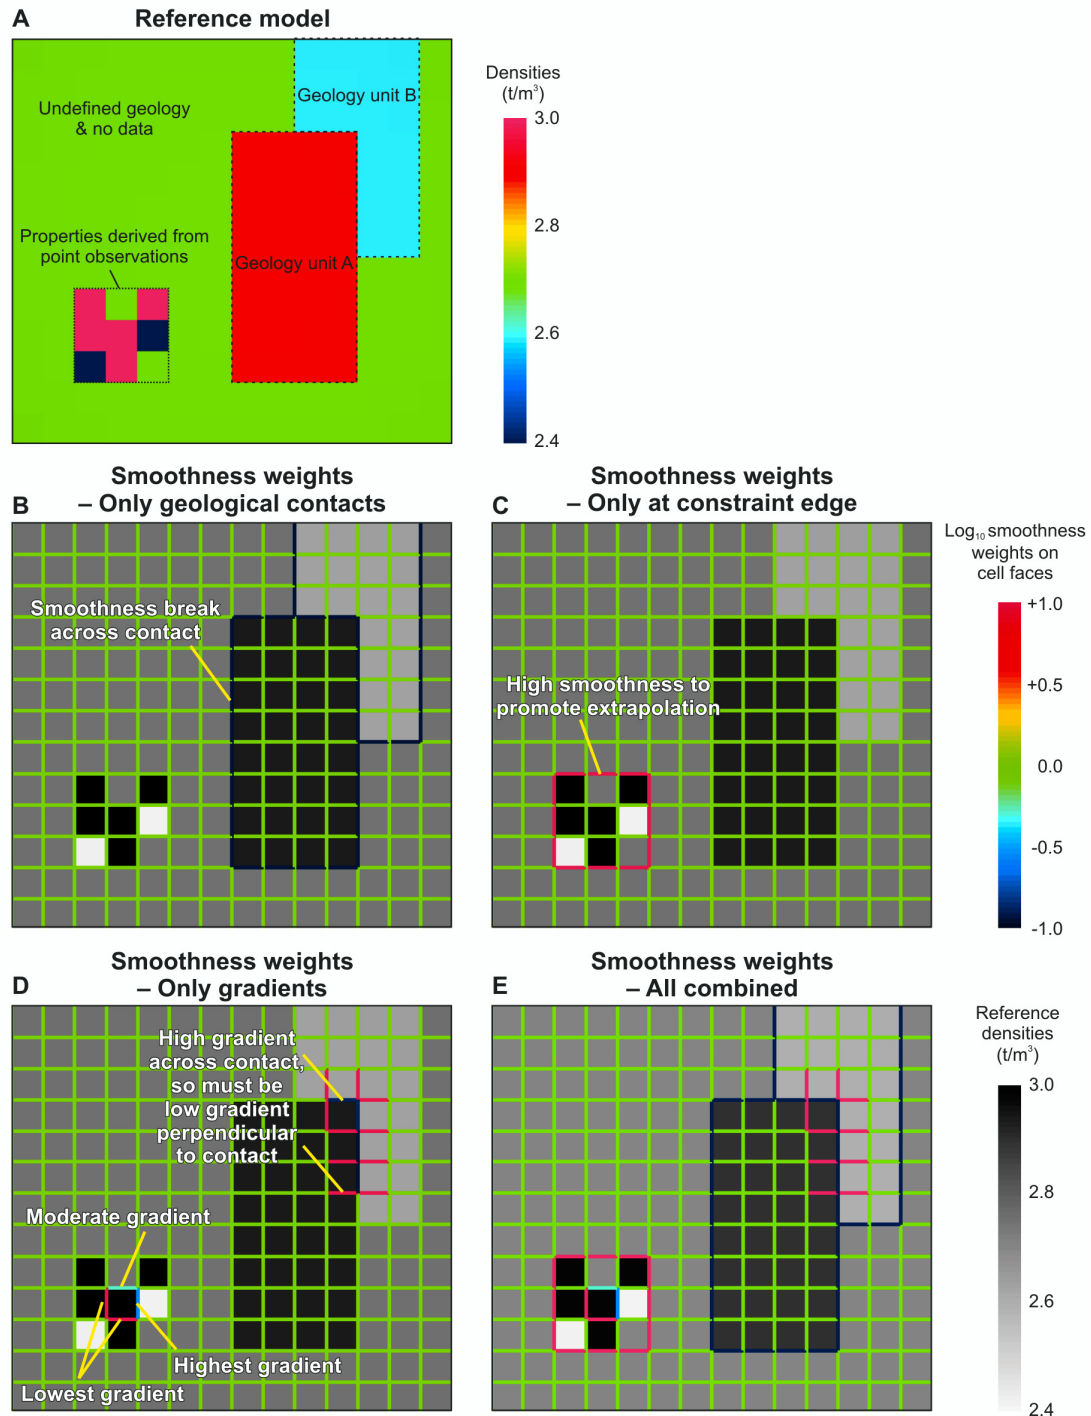 A
Reference model
Undefined geology
& no data
Geology unit B
Properties derived from
point observations
Geology unit A
Densities
(t/m³)
3.0
2.8
2.6
2.4
Smoothness weights
B – Only geological contacts
Smoothness break
across contact
Smoothness weights
C – Only at constraint edge
High smoothness to
promote extrapolation
Log₁₀ smoothness
weights on
cell faces
+1.0
+0.5
0.0
-0.5
-1.0
Smoothness weights
D – Only gradients
High gradient
across contact,
so must be
low gradient
perpendicular
to contact
Moderate gradient
Highest gradient
Lowest gradient
Smoothness weights
E – All combined
Reference
densities
(t/m³)
3.0
2.8
2.6
2.4